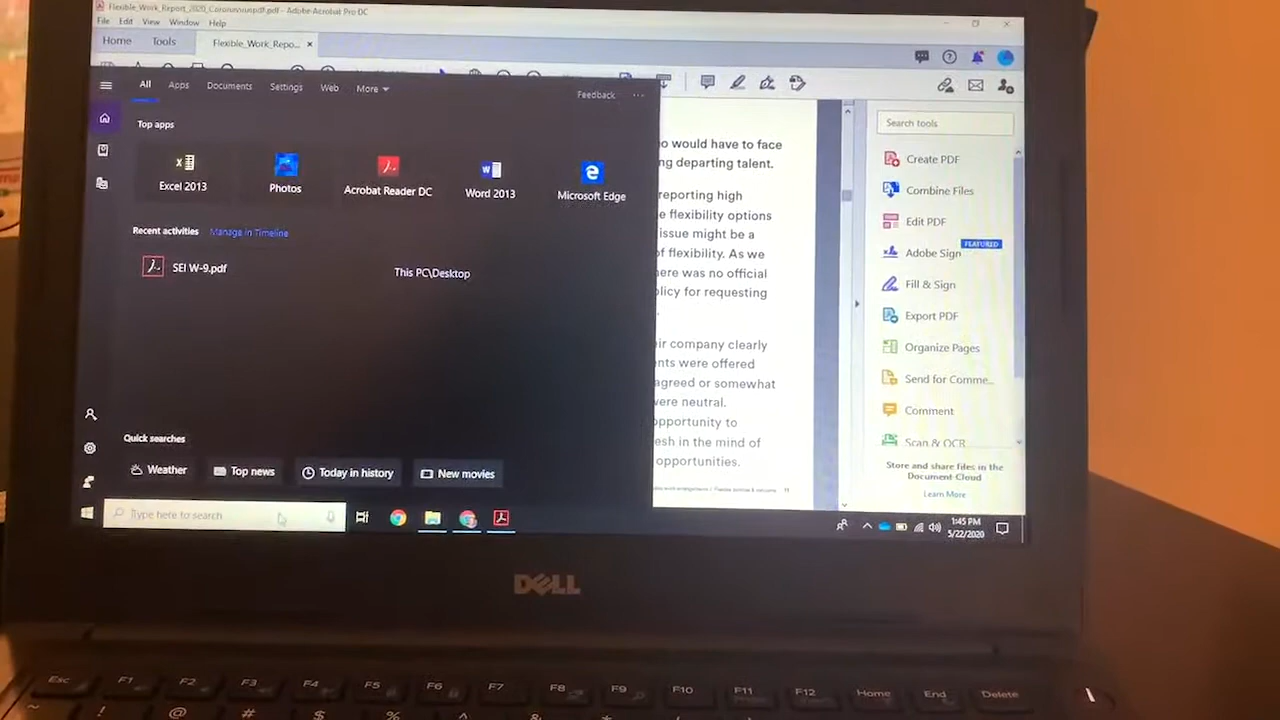 Flexible_Work_Report_2020_Coronavirus.pdf - Adobe Acrobat Pro DC
File Edit View Window Help
Home Tools Flexible_Work_Repo... ×
All Apps Documents Settings Web More Feedback ...
Top apps
Excel 2013 Photos Acrobat Reader DC Word 2013 Microsoft Edge
Recent activities Manage in Timeline
SEI W-9.pdf This PC\Desktop
Quick searches
Weather Top news Today in history New movies
Type here to search
would have to face
departing talent.
reporting high
flexibility options
issue might be a
of flexibility. As we
there was no official
policy for requesting
their company clearly
were offered
agreed or somewhat
were neutral.
opportunity to
in the mind of
opportunities.
Search tools
Create PDF
Combine Files
Edit PDF
FEATURED
Adobe Sign
Fill & Sign
Export PDF
Organize Pages
Send for Comme...
Comment
Scan & OCR
Store and share files in the
Document Cloud
Learn More
1:45 PM
5/22/2020
DELL
Esc F1 F2 F3 F4 F5 F6 F7 F8 F9 F10 F11 F12 Home End Delete
~ ! @ # $ % ^ & * (